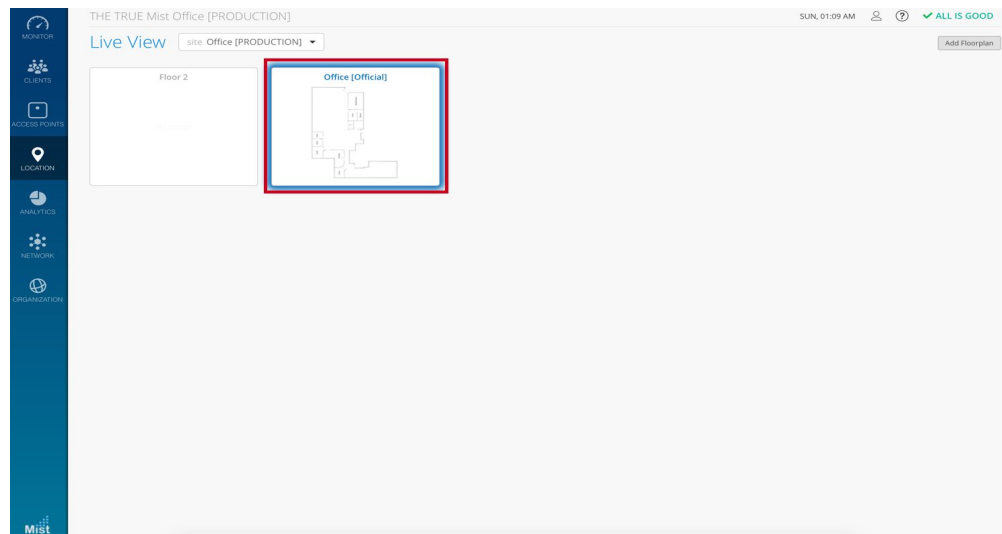 THE TRUE Mist Office [PRODUCTION]
SUN, 01:09 AM
?
ALL IS GOOD
MONITOR
CLIENTS
ACCESS POINTS
LOCATION
ANALYTICS
NETWORK
ORGANIZATION
Mist
Live View
site Office [PRODUCTION]
Add Floorplan
Floor 2
Office [Official]